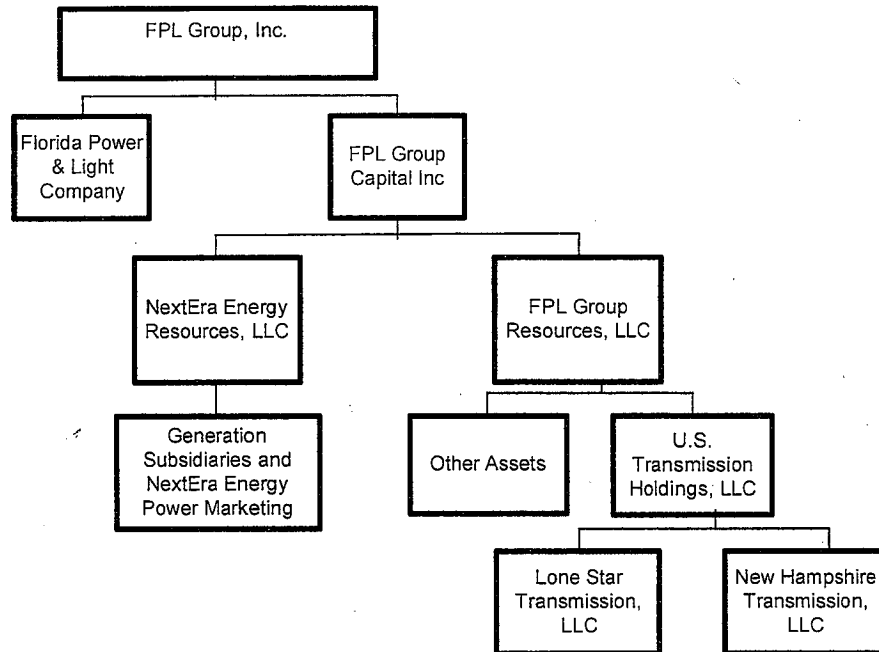 FPL Group, Inc.
Florida Power
& Light
Company
FPL Group
Capital Inc
NextEra Energy
Resources, LLC
FPL Group
Resources, LLC
Generation
Subsidiaries and
NextEra Energy
Power Marketing
Other Assets
U.S.
Transmission
Holdings, LLC
Lone Star
Transmission,
LLC
New Hampshire
Transmission,
LLC